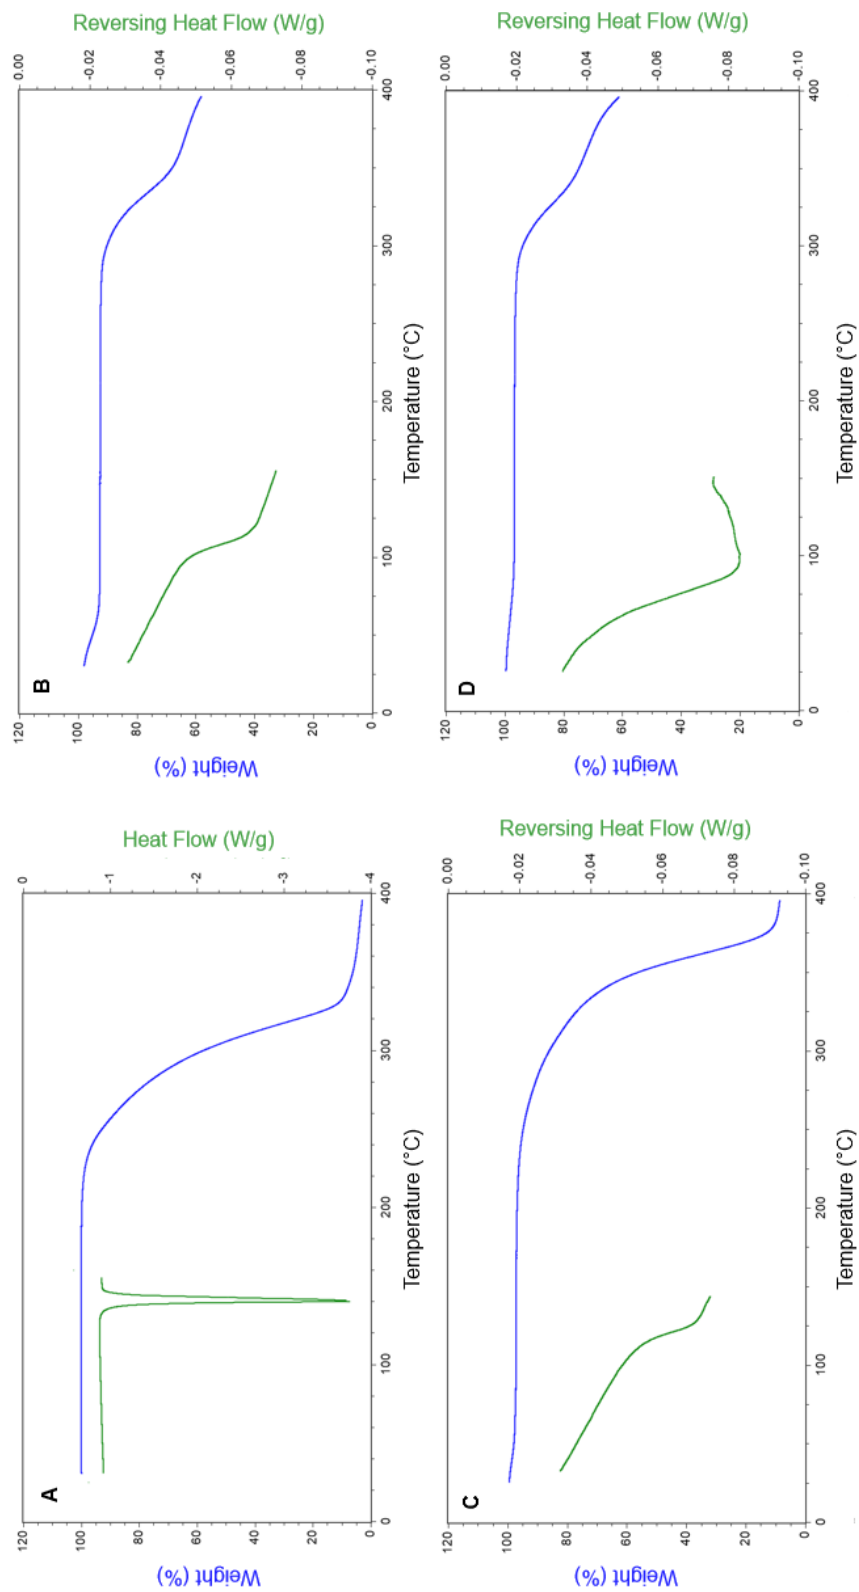 A
Weight (%)
120
100
80
60
40
20
0
0
-1
-2
-3
-4
Heat Flow (W/g)
0 100 200 300 400
Temperature (°C)
B
Weight (%)
120
100
80
60
40
20
0
0.00
-0.02
-0.04
-0.06
-0.08
-0.10
Reversing Heat Flow (W/g)
0 100 200 300 400
Temperature (°C)
C
Weight (%)
120
100
80
60
40
20
0
0.00
-0.02
-0.04
-0.06
-0.08
-0.10
Reversing Heat Flow (W/g)
0 100 200 300 400
Temperature (°C)
D
Weight (%)
120
100
80
60
40
20
0
0.00
-0.02
-0.04
-0.06
-0.08
-0.10
Reversing Heat Flow (W/g)
0 100 200 300 400
Temperature (°C)